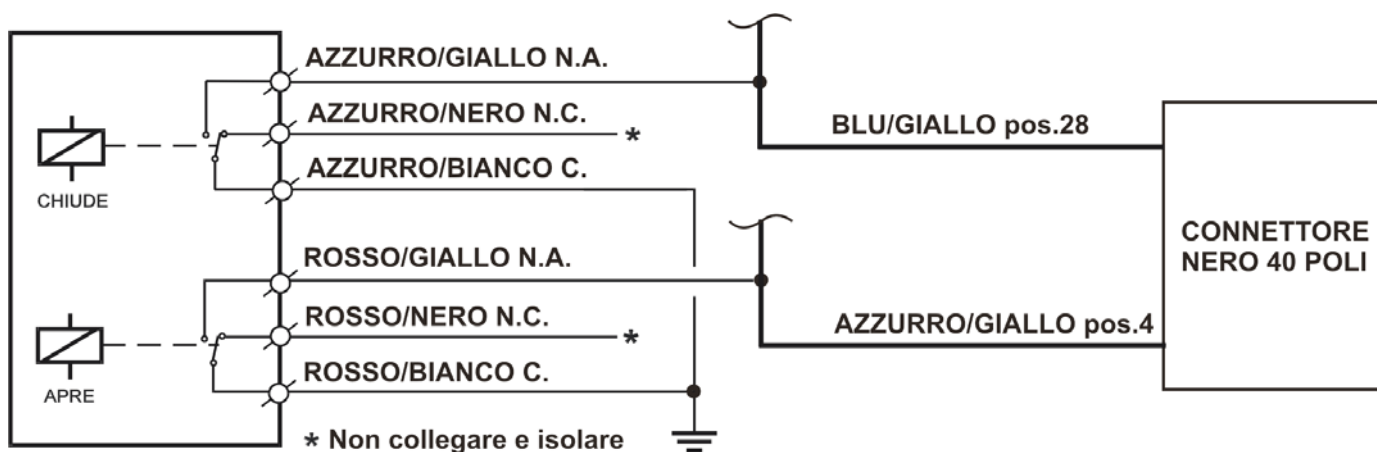 AZZURRO/GIALLO N.A.
AZZURRO/NERO N.C.
*
AZZURRO/BIANCO C.
CHIUDE
BLU/GIALLO pos.28
ROSSO/GIALLO N.A.
ROSSO/NERO N.C.
*
ROSSO/BIANCO C.
APRE
AZZURRO/GIALLO pos.4
CONNETTORE
NERO 40 POLI
* Non collegare e isolare